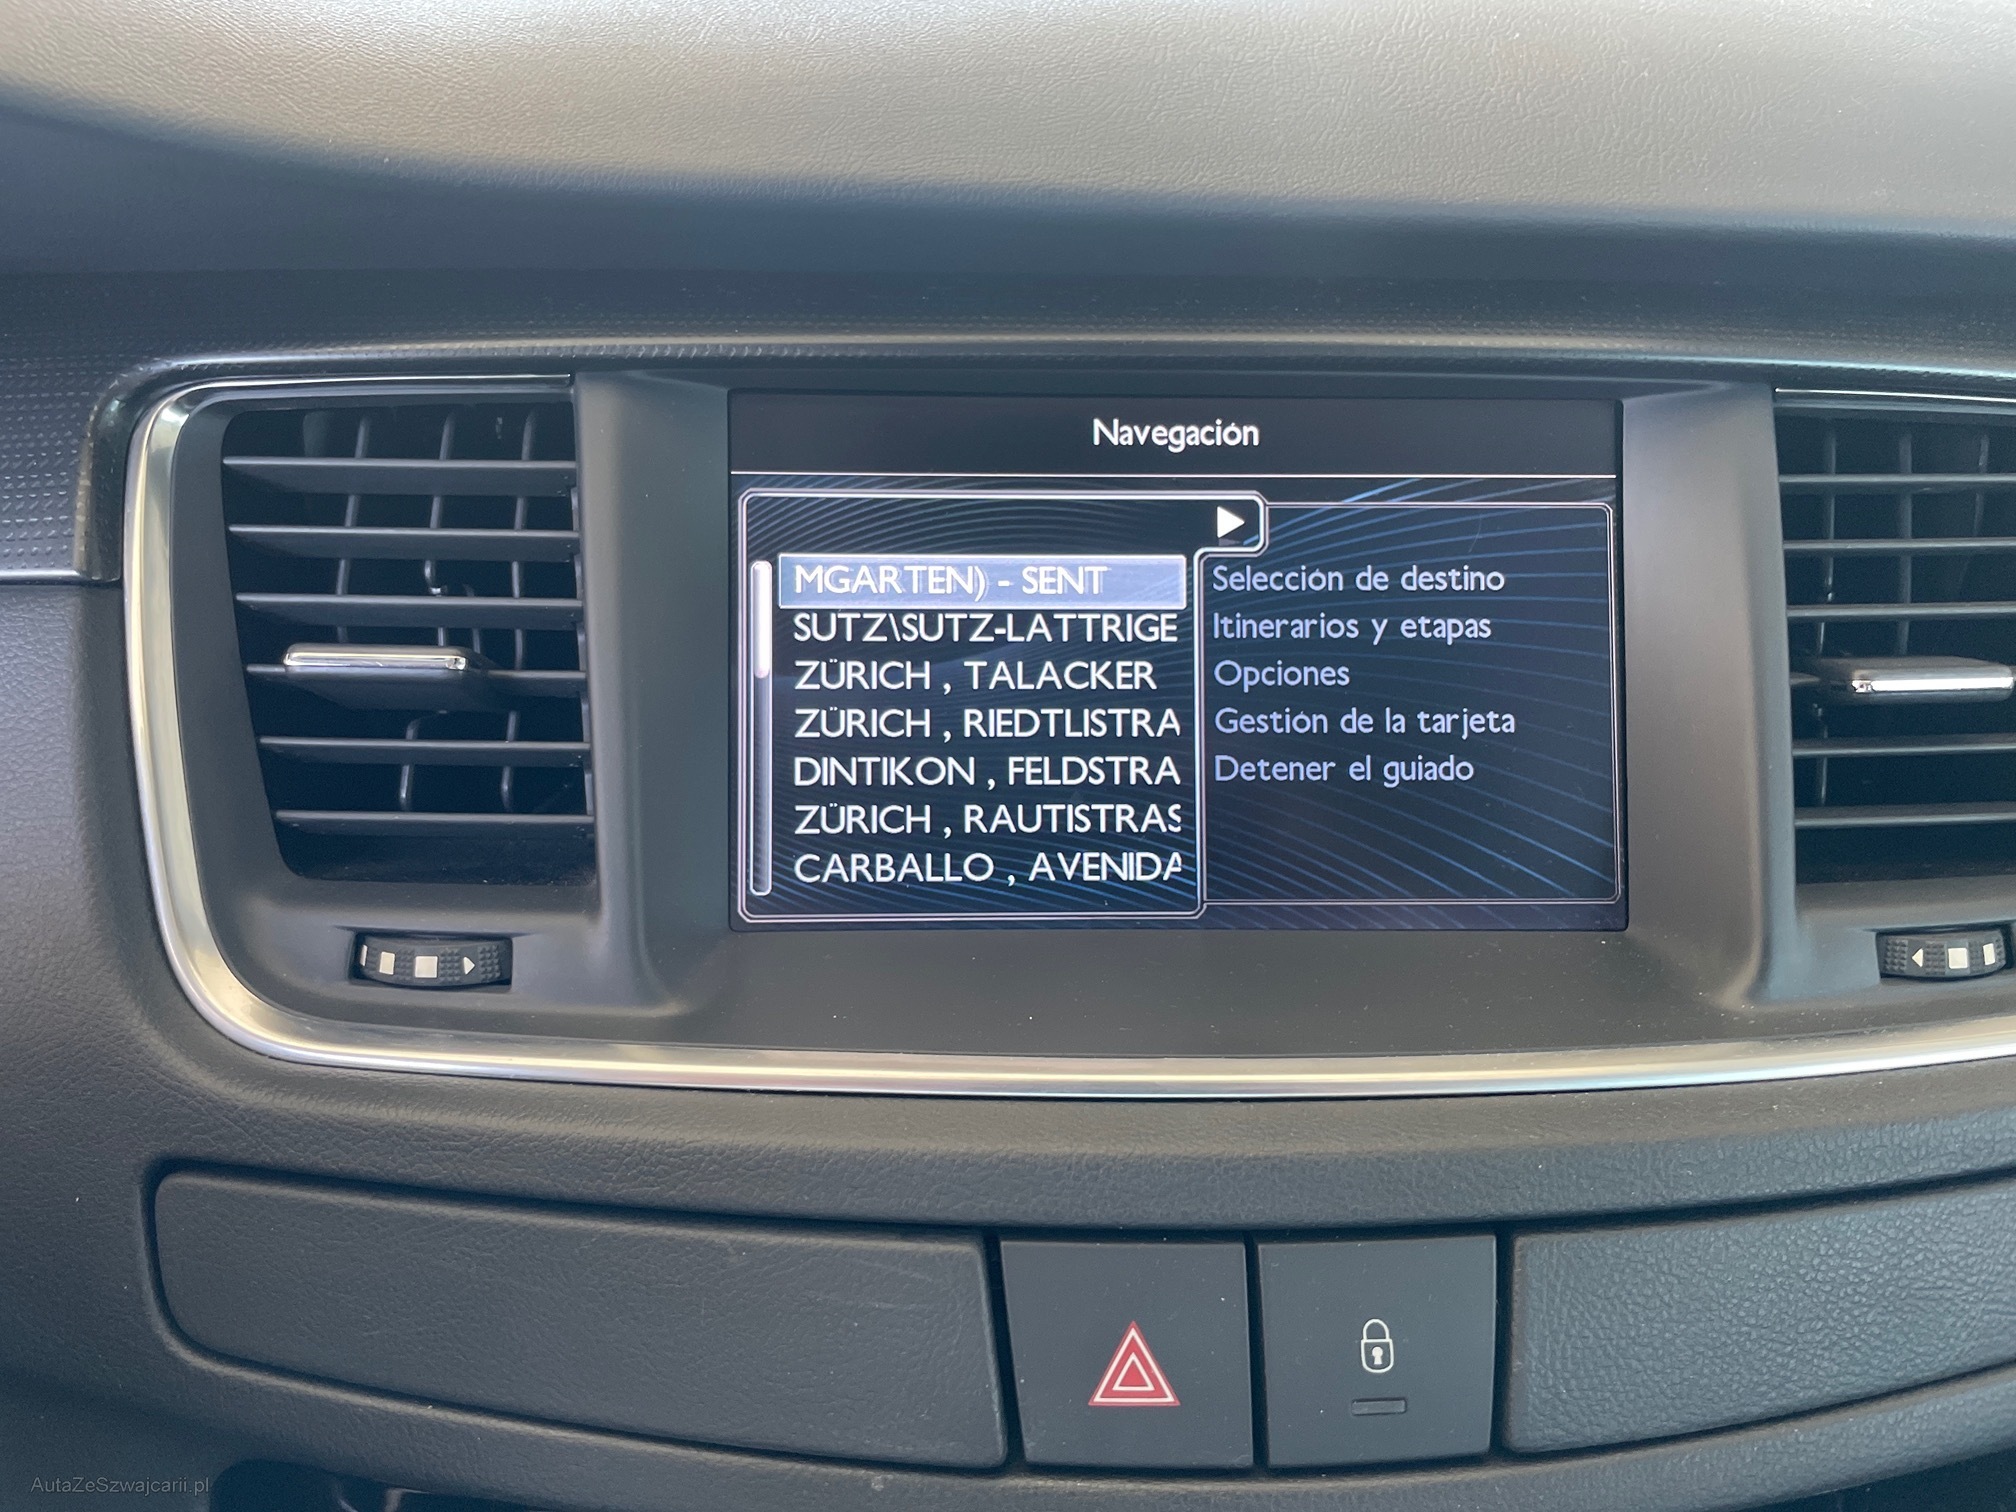 Navegación
MGARTEN) - SENT
SUTZ\SUTZ-LATTRIGE
ZÜRICH , TALACKER
ZÜRICH , RIEDTLISTRA
DINTIKON , FELDSTRA
ZÜRICH , RAUTISTRAS
CARBALLO , AVENIDA
Selección de destino
Itinerarios y etapas
Opciones
Gestión de la tarjeta
Detener el guiado
AutaZeSzwajcarii.pl